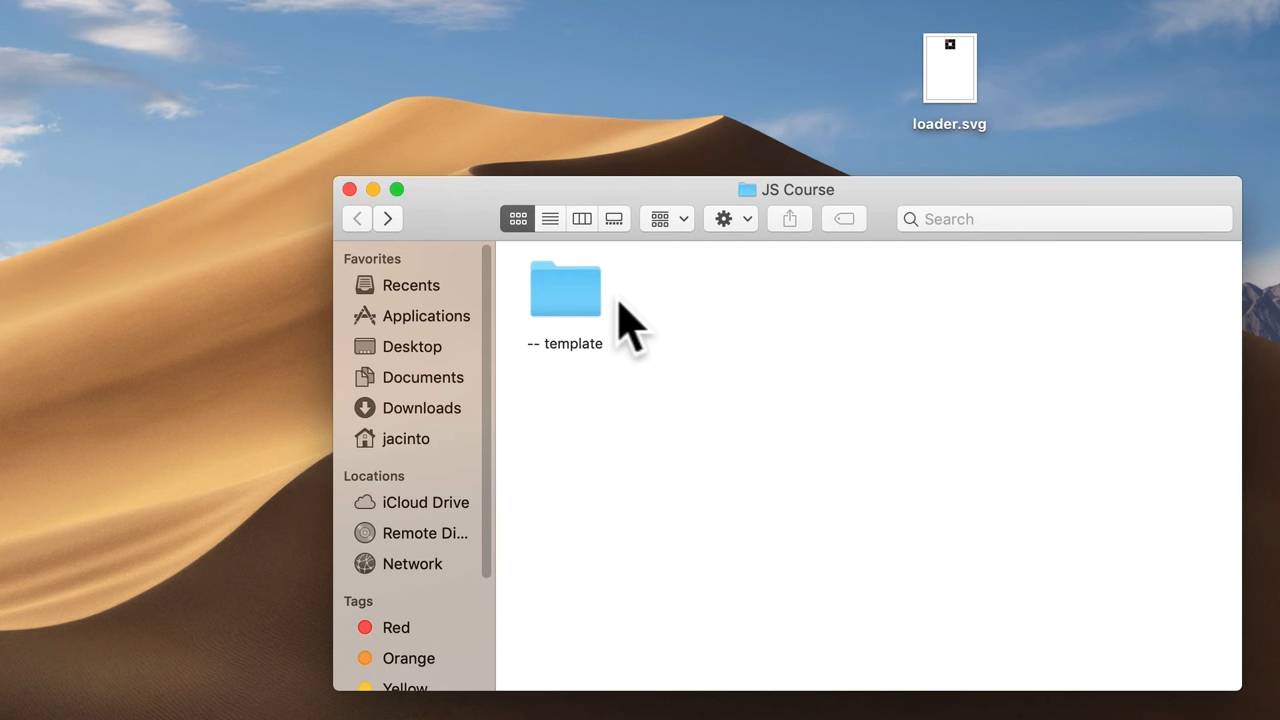 loader.svg
JS Course
Search
Favorites
Recents
Applications
Desktop
Documents
Downloads
jacinto
Locations
iCloud Drive
Remote Di...
Network
Tags
Red
Orange
Yellow
-- template